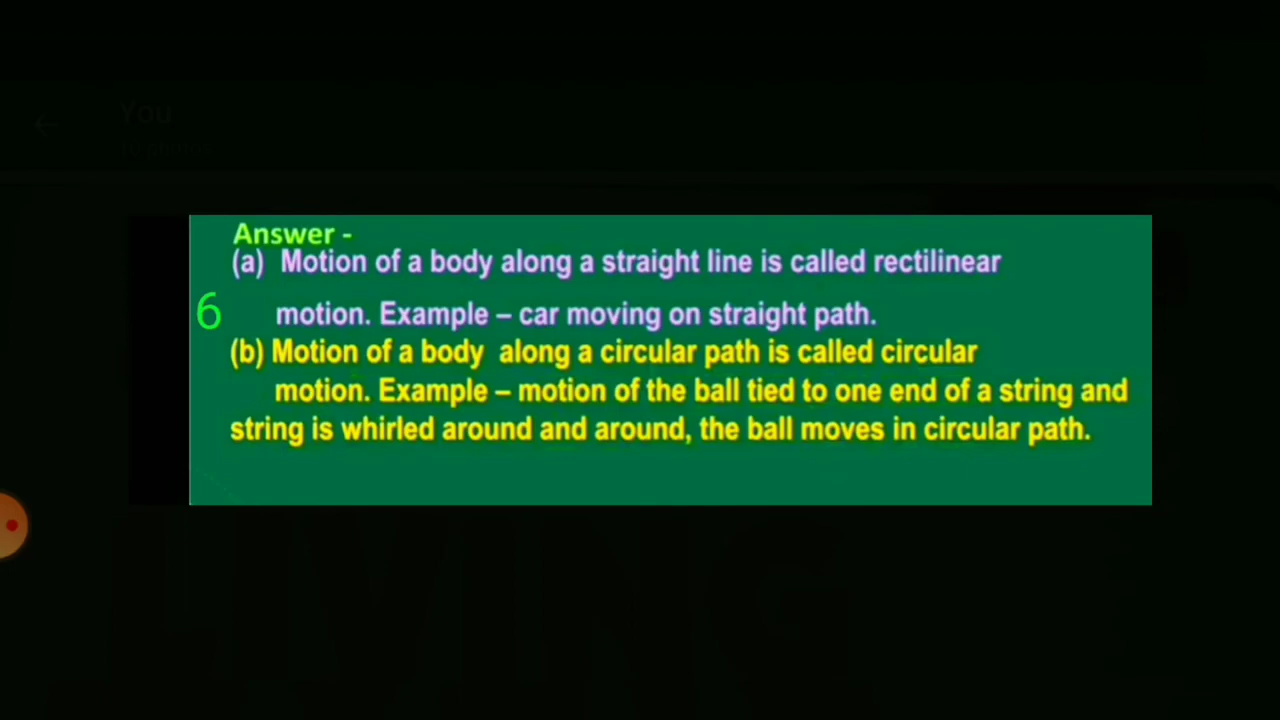 You
Answer -
(a) Motion of a body along a straight line is called rectilinear
6
motion. Example – car moving on straight path.
(b) Motion of a body along a circular path is called circular
motion. Example – motion of the ball tied to one end of a string and
string is whirled around and around, the ball moves in circular path.